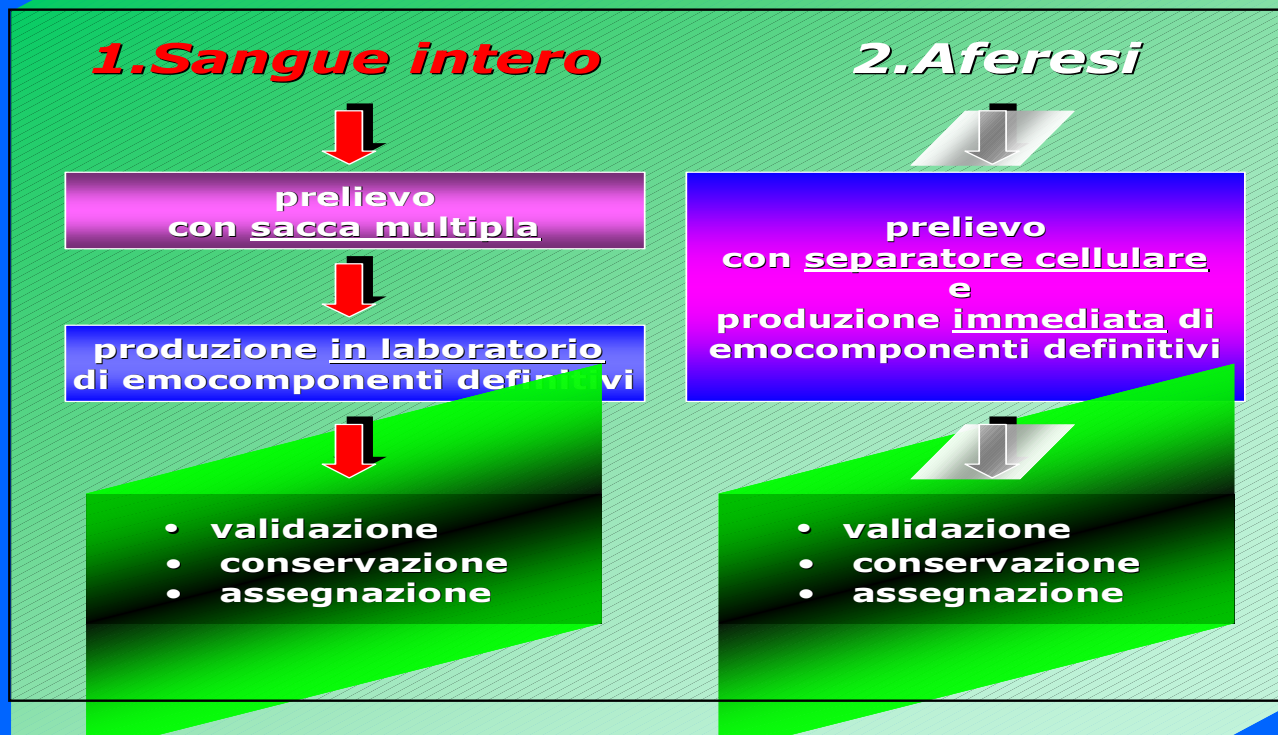 1.Sangue intero
prelievo
con sacca multipla
produzione in laboratorio
di emocomponenti definitivi
• validazione
• conservazione
• assegnazione
2.Aferesi
prelievo
con separatore cellulare
e
produzione immediata di
emocomponenti definitivi
• validazione
• conservazione
• assegnazione